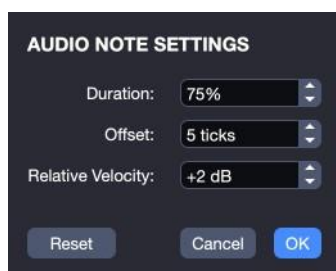 AUDIO NOTE SETTINGS
Duration: 75%
Offset: 5 ticks
Relative Velocity: +2 dB
Reset Cancel OK